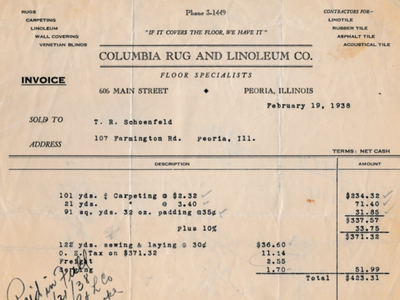 RUGS
CARPETING
LINOLEUM
WALL COVERING
VENETIAN BLINDS
Phone 3-1449
CONTRACTORS FOR—
LINOTILE
RUBBER TILE
ASPHALT TILE
ACOUSTICAL TILE
"IF IT COVERS THE FLOOR, WE HAVE IT"
COLUMBIA RUG AND LINOLEUM CO.
FLOOR SPECIALISTS
INVOICE
606 MAIN STREET ♦ PEORIA, ILLINOIS
February 19, 1938
SOLD TO T. R. Schoenfeld
ADDRESS 107 Farmington Rd. Peoria, Ill.
TERMS: NET CASH
DESCRIPTION AMOUNT
101 yds. ¾ Carpeting @ $2.32 $234.32
21 yds. " @ 3.40 71.40
91 sq. yds. 32 oz. padding @35¢ 31.85
$337.57
Plus 10% 33.75
$371.32
122 yds. sewing & laying @ 30¢ $36.60
O. E. Tax on $371.32 11.14
Freight 2.55
1.70 51.99
Total $423.31
Paid in Full